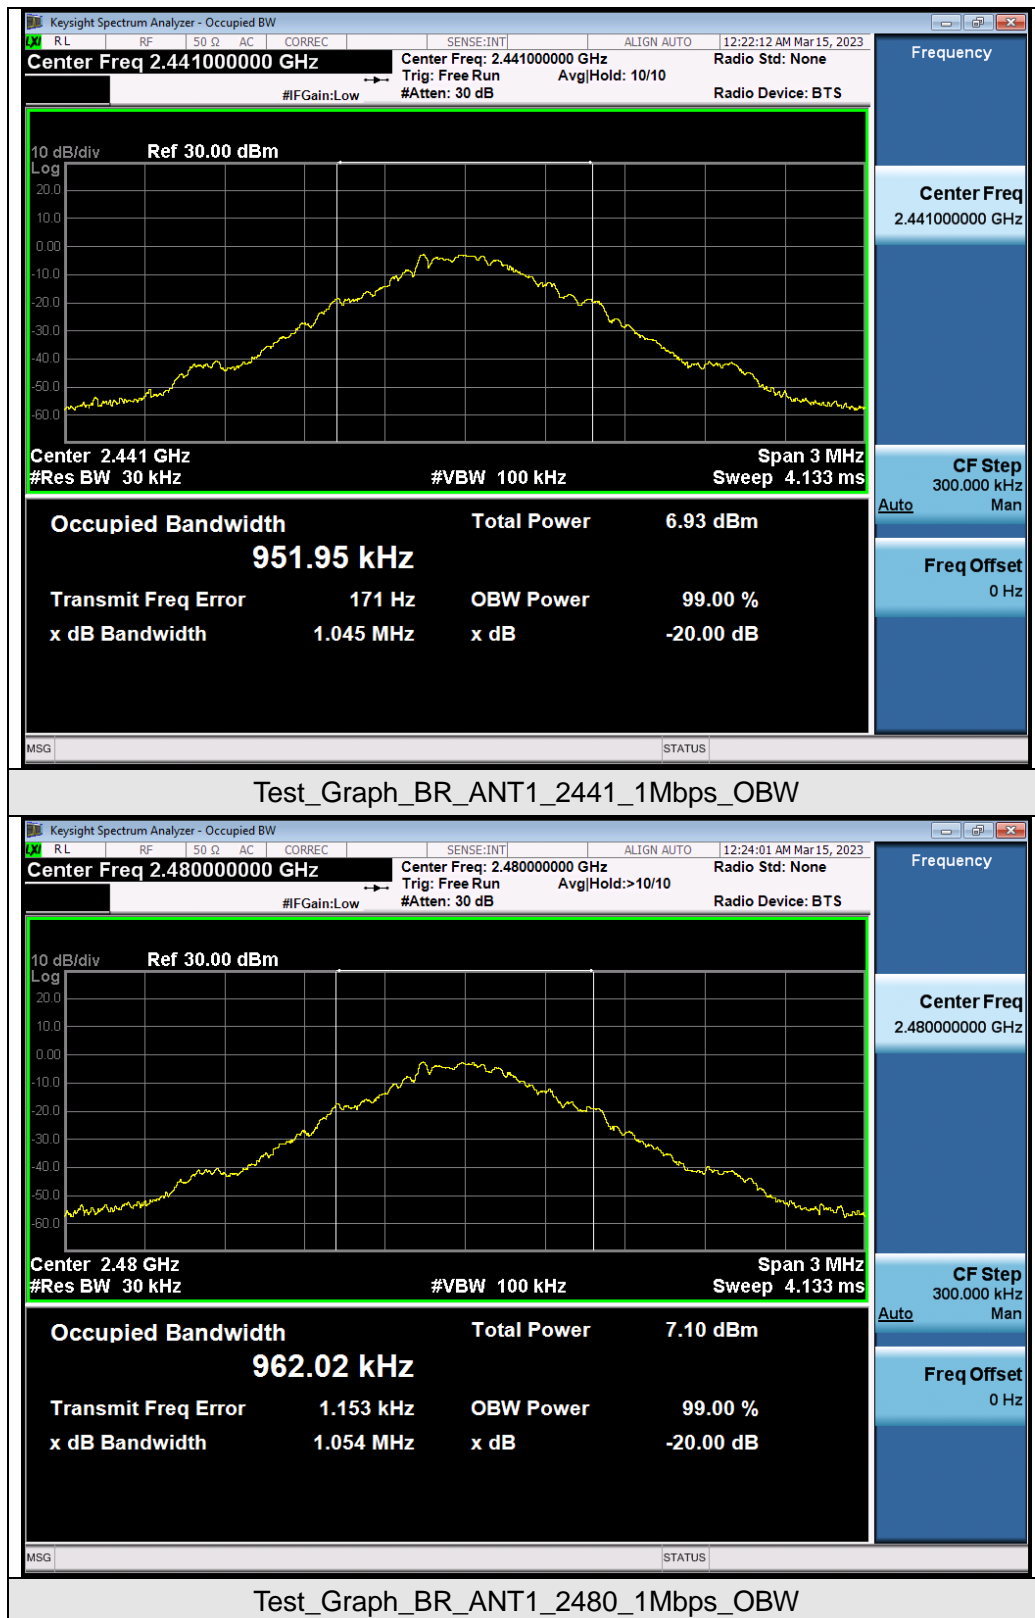 Keysight Spectrum Analyzer - Occupied BW
LXI RL RF 50 Ω AC CORREC SENSE:INT ALIGN AUTO 12:22:12 AM Mar 15, 2023
Center Freq 2.441000000 GHz Center Freq: 2.441000000 GHz Radio Std: None Frequency
Trig: Free Run Avg|Hold: 10/10
#IFGain:Low #Atten: 30 dB Radio Device: BTS
10 dB/div Ref 30.00 dBm
Log
20.0
10.0
0.00
-10.0
-20.0
-30.0
-40.0
-50.0
-60.0
Center Freq
2.441000000 GHz
Center 2.441 GHz Span 3 MHz
#Res BW 30 kHz #VBW 100 kHz Sweep 4.133 ms
CF Step
300.000 kHz
Auto Man
Occupied Bandwidth Total Power 6.93 dBm
951.95 kHz
Freq Offset
0 Hz
Transmit Freq Error 171 Hz OBW Power 99.00 %
x dB Bandwidth 1.045 MHz x dB -20.00 dB
MSG STATUS
Test_Graph_BR_ANT1_2441_1Mbps_OBW
Keysight Spectrum Analyzer - Occupied BW
LXI RL RF 50 Ω AC CORREC SENSE:INT ALIGN AUTO 12:24:01 AM Mar 15, 2023
Center Freq 2.480000000 GHz Center Freq: 2.480000000 GHz Radio Std: None Frequency
Trig: Free Run Avg|Hold:>10/10
#IFGain:Low #Atten: 30 dB Radio Device: BTS
10 dB/div Ref 30.00 dBm
Log
20.0
10.0
0.00
-10.0
-20.0
-30.0
-40.0
-50.0
-60.0
Center Freq
2.480000000 GHz
Center 2.48 GHz Span 3 MHz
#Res BW 30 kHz #VBW 100 kHz Sweep 4.133 ms
CF Step
300.000 kHz
Auto Man
Occupied Bandwidth Total Power 7.10 dBm
962.02 kHz
Freq Offset
0 Hz
Transmit Freq Error 1.153 kHz OBW Power 99.00 %
x dB Bandwidth 1.054 MHz x dB -20.00 dB
MSG STATUS
Test_Graph_BR_ANT1_2480_1Mbps_OBW